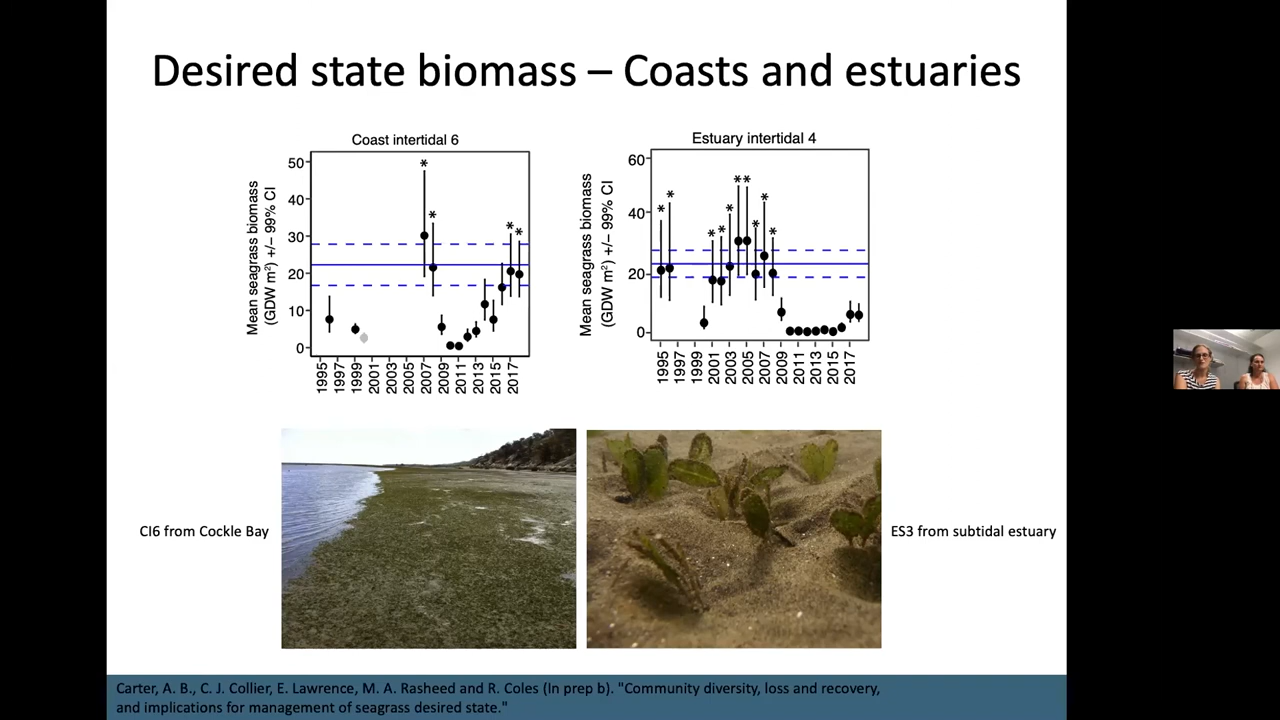 Desired state biomass – Coasts and estuaries
Coast intertidal 6
Mean seagrass biomass
(GDW m²) +/− 99% CI
50
40
30
20
10
0
* * * *
1995 1997 1999 2001 2003 2005 2007 2009 2011 2013 2015 2017
Estuary intertidal 4
Mean seagrass biomass
(GDW m²) +/− 99% CI
60
40
20
0
* * * * * * * * * *
1995 1997 1999 2001 2003 2005 2007 2009 2011 2013 2015 2017
CI6 from Cockle Bay
ES3 from subtidal estuary
Carter, A. B., C. J. Collier, E. Lawrence, M. A. Rasheed and R. Coles (In prep b). "Community diversity, loss and recovery,
and implications for management of seagrass desired state."